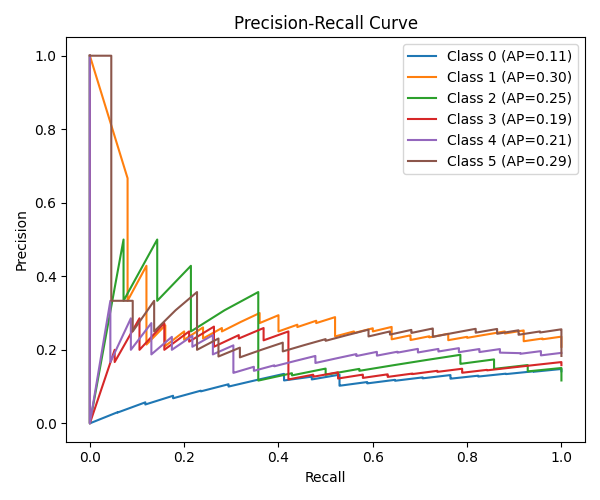 Precision-Recall Curve
1.0
0.8
0.6
0.4
0.2
0.0
Precision
Class 0 (AP=0.11)
Class 1 (AP=0.30)
Class 2 (AP=0.25)
Class 3 (AP=0.19)
Class 4 (AP=0.21)
Class 5 (AP=0.29)
0.0 0.2 0.4 0.6 0.8 1.0
Recall